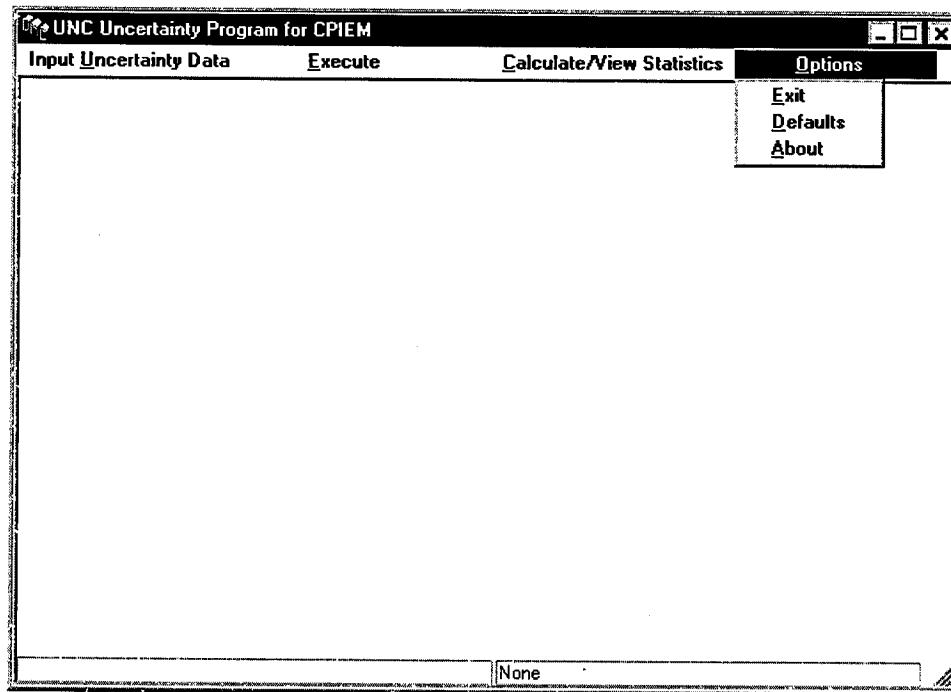 UNC Uncertainty Program for CPIEM
Input Uncertainty Data Execute Calculate/View Statistics Options
Exit
Defaults
About
None